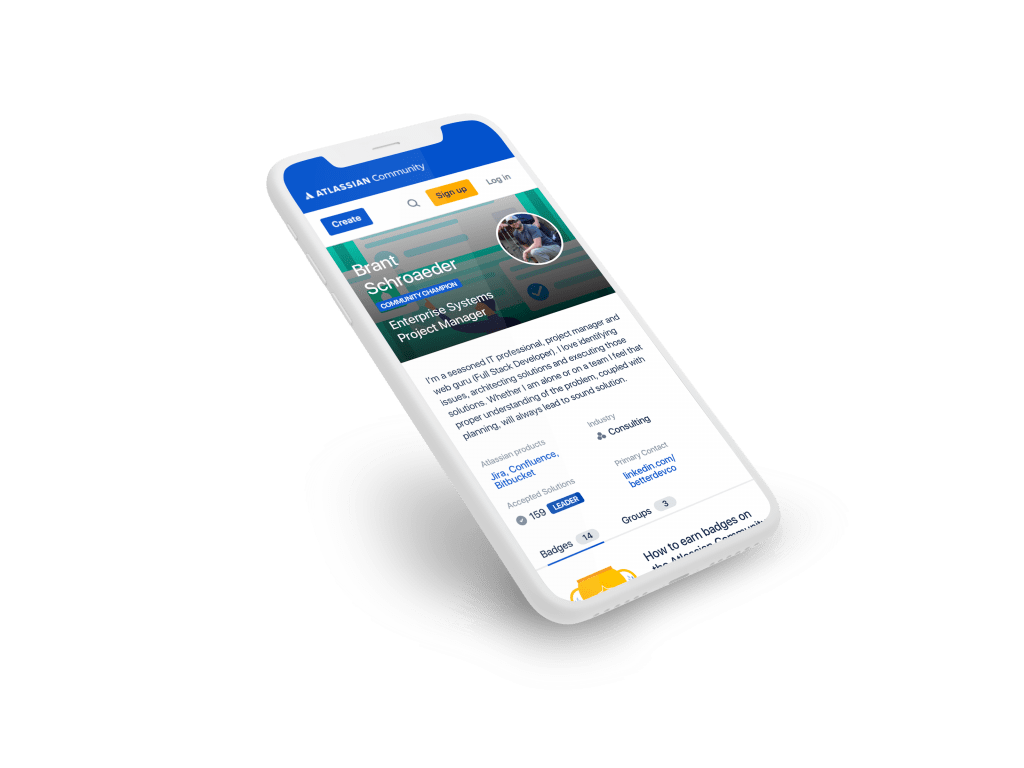 ATLASSIAN Community
Create
Sign up
Log in
Brant
Schroaeder
COMMUNITY CHAMPION
Enterprise Systems
Project Manager
I'm a seasoned IT professional, project manager and
web guru (Full Stack Developer). I love identifying
issues, architecting solutions and executing those
solutions. Whether I am alone or on a team I feel that
proper understanding of the problem, coupled with
planning, will always lead to sound solution.
Atlassian products
Jira, Confluence,
Bitbucket
Industry
Consulting
Accepted Solutions
159 LEADER
Primary Contact
linkedin.com/
betterdevco
Badges 14
Groups 3
How to earn badges on
the Atlassian Community